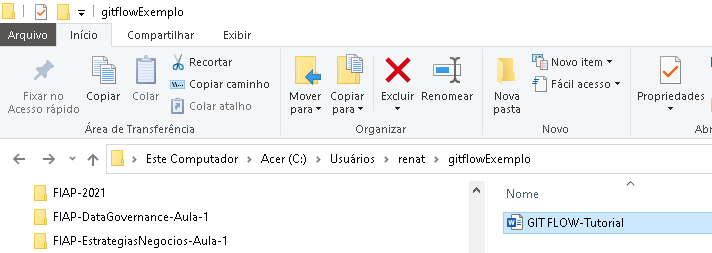 gitflowExemplo
Arquivo Início Compartilhar Exibir
Fixar no
Acesso rápido
Copiar
Colar
Recortar
Copiar caminho
Colar atalho
Área de Transferência
Mover
para
Copiar
para
Excluir
Renomear
Organizar
Nova
pasta
Novo item
Fácil acesso
Novo
Propriedades
Abri
Este Computador Acer (C:) Usuários renat gitflowExemplo
FIAP-2021
FIAP-DataGovernance-Aula-1
FIAP-EstrategiasNegocios-Aula-1
Nome
GIT FLOW-Tutorial